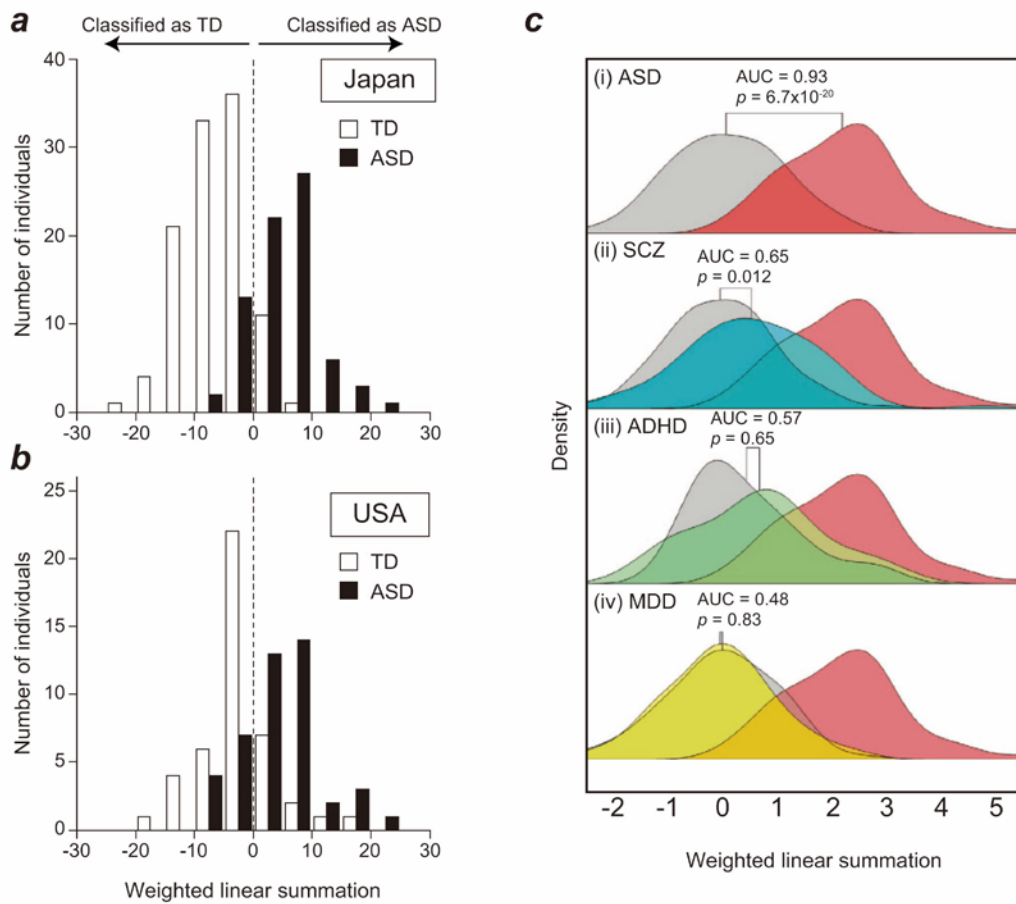 a
Classified as TD
Classified as ASD
40
30
20
10
0
Number of individuals
Japan
TD
ASD
-30
-20
-10
0
10
20
30
b
25
20
15
10
5
0
Number of individuals
USA
TD
ASD
-30
-20
-10
0
10
20
30
Weighted linear summation
c
(i) ASD
AUC = 0.93
p = 6.7x10⁻²⁰
(ii) SCZ
AUC = 0.65
p = 0.012
(iii) ADHD
AUC = 0.57
p = 0.65
(iv) MDD
AUC = 0.48
p = 0.83
Density
-2
-1
0
1
2
3
4
5
Weighted linear summation